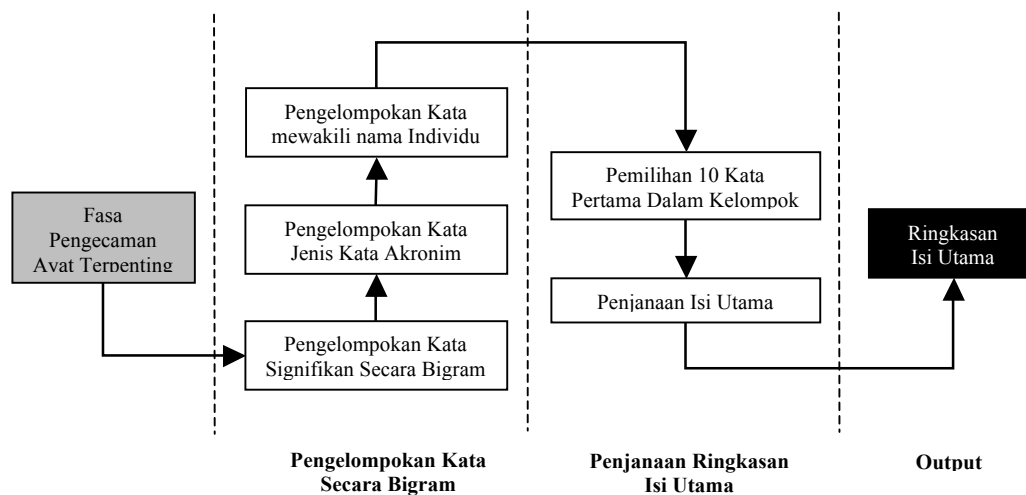 Fasa
Pengecaman
Ayat Terpenting
Pengelompokan Kata
mewakili nama Individu
Pengelompokan Kata
Jenis Kata Akronim
Pengelompokan Kata
Signifikan Secara Bigram
Pemilihan 10 Kata
Pertama Dalam Kelompok
Penjanaan Isi Utama
Ringkasan
Isi Utama
Pengelompokan Kata
Secara Bigram
Penjanaan Ringkasan
Isi Utama
Output